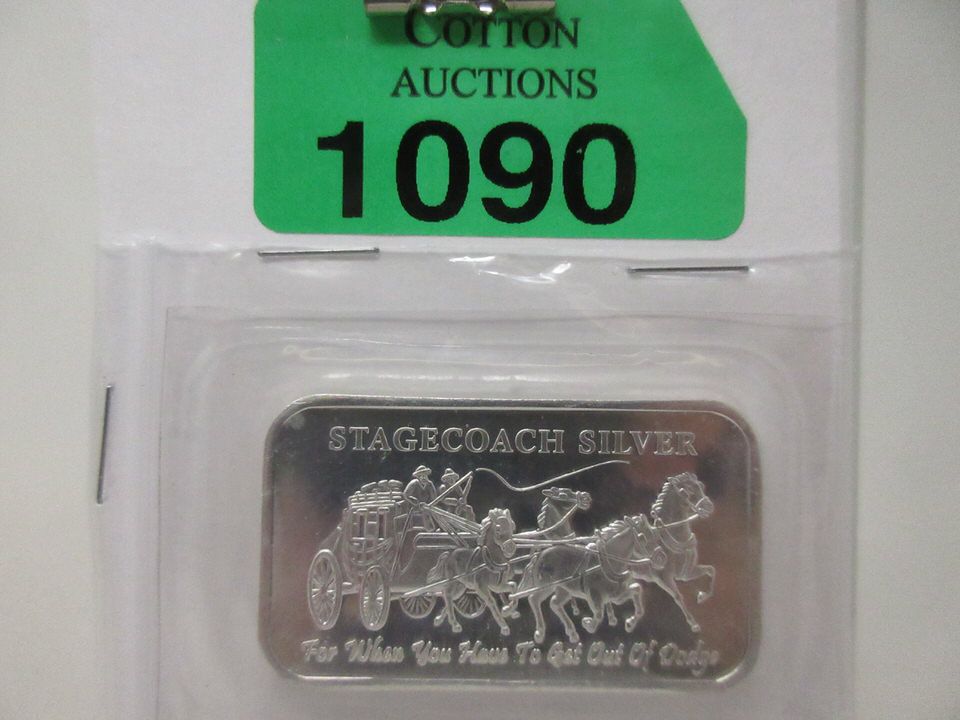 COTTON
AUCTIONS
1090
STAGECOACH SILVER
For When You Have To Get Out Of Dodge